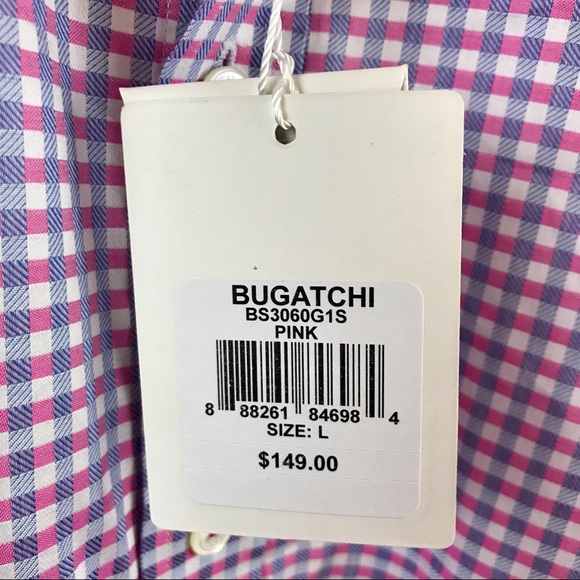 BUGATCHI
BS3060G1S
PINK
8 88261 84698 4
SIZE: L
$149.00